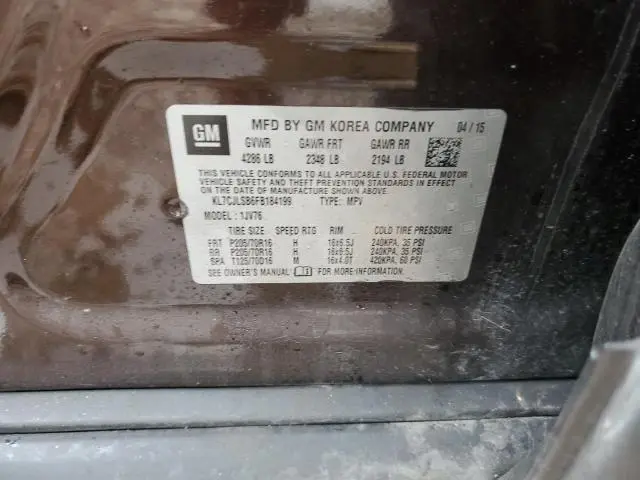 GM
MFD BY GM KOREA COMPANY 04/15
GVWR GAWR FRT GAWR RR
4286 LB 2348 LB 2194 LB
THIS VEHICLE CONFORMS TO ALL APPLICABLE U.S. FEDERAL MOTOR
VEHICLE SAFETY AND THEFT PREVENTION STANDARDS IN EFFECT ON
THE DATE OF MANUFACTURE SHOWN ABOVE.
KL7CJLSB6FB184199 TYPE: MPV
MODEL : 1JV76
TIRE SIZE SPEED RTG RIM COLD TIRE PRESSURE
FRT P205/70R16 H 16x6.5J 240KPA, 35 PSI
RR P205/70R16 H 16x6.5J 240KPA, 35 PSI
SPA T125/70D16 M 16x4.0T 420KPA, 60 PSI
SEE OWNER'S MANUAL FOR MORE INFORMATION.